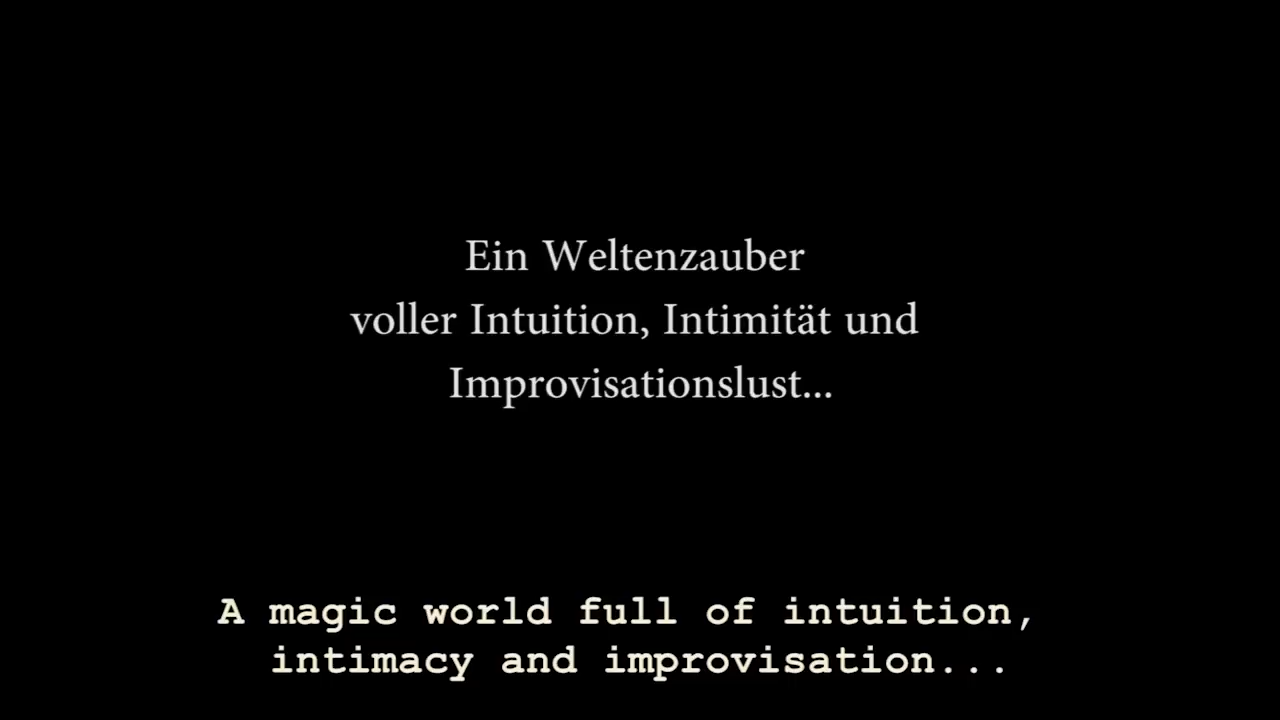 Ein Weltenzauber
voller Intuition, Intimität und
Improvisationslust...
A magic world full of intuition,
intimacy and improvisation...